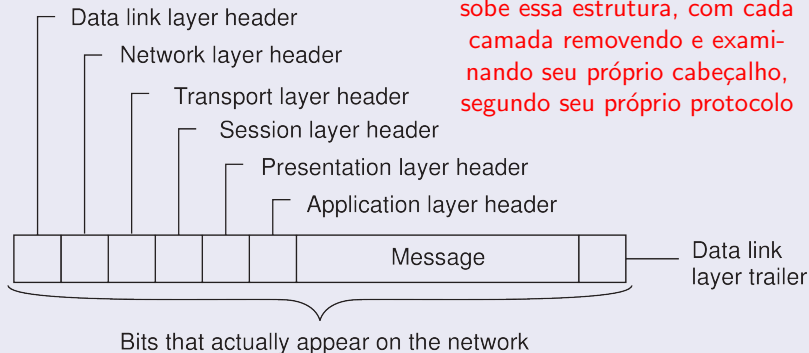 Data link layer header
Network layer header
Transport layer header
Session layer header
Presentation layer header
Application layer header
sobe essa estrutura, com cada
camada removendo e exami-
nando seu próprio cabeçalho,
segundo seu próprio protocolo
Message
Data link
layer trailer
Bits that actually appear on the network